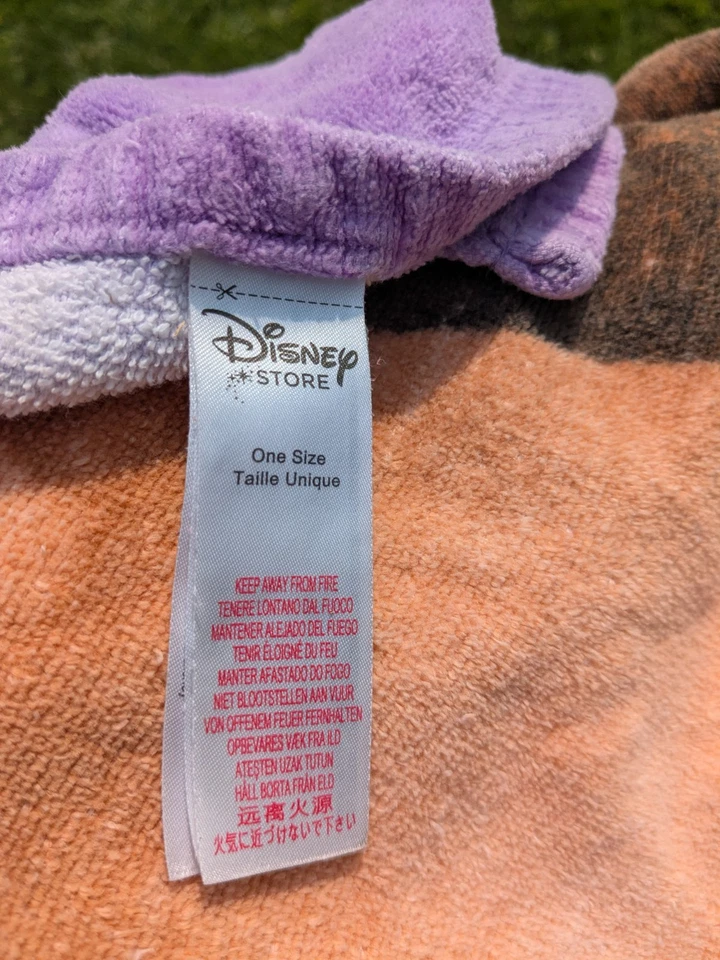 Disney
STORE
One Size
Taille Unique
KEEP AWAY FROM FIRE
TENERE LONTANO DAL FUOCO
MANTENER ALEJADO DEL FUEGO
TENIR ÉLOIGNÉ DU FEU
MANTER AFASTADO DO FOGO
NIET BLOOTSTELLEN AAN VUUR
VON OFFENEM FEUER FERNHALTEN
OPBEVARES VÆK FRA ILD
ATEŞTEN UZAK TUTUN
HÅLL BORTA FRÅN ELD
远离火源
火気に近づけないで下さい